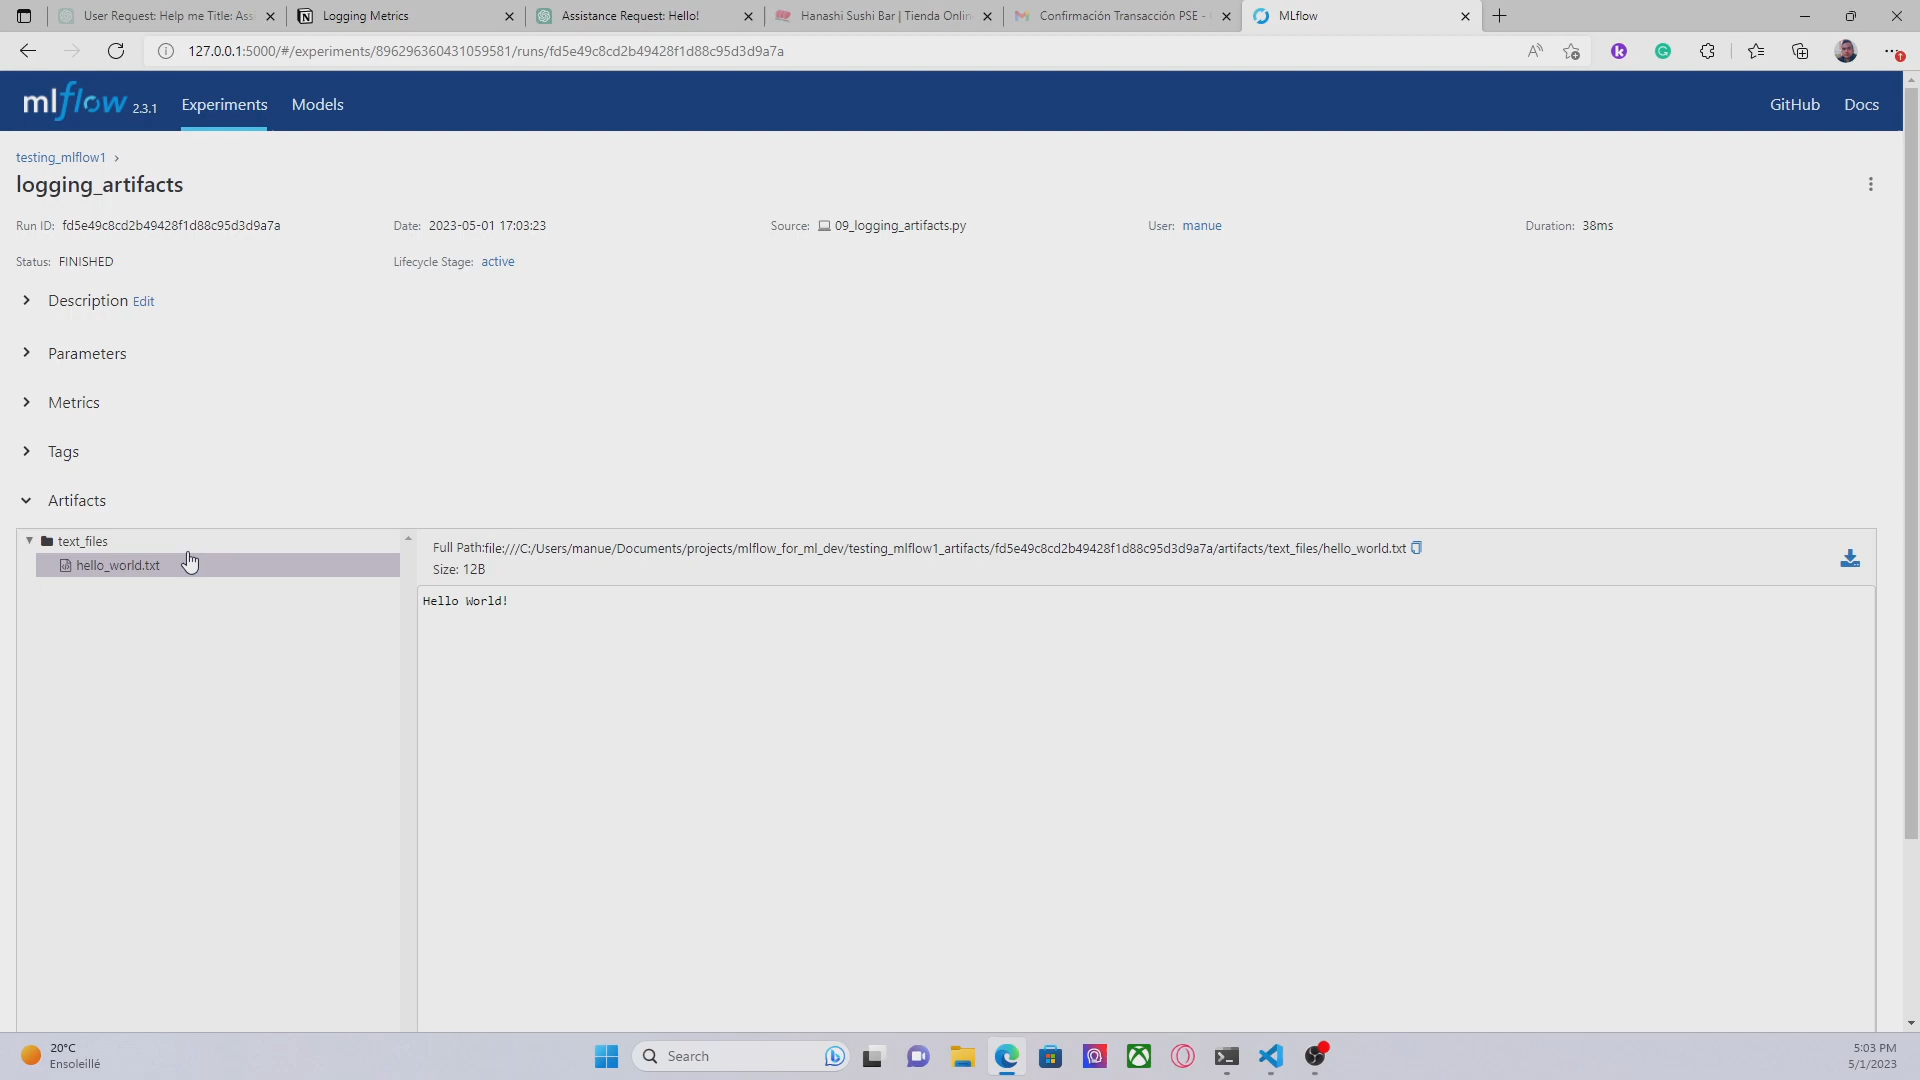 User Request: Help me Title: Ass
Logging Metrics
Assistance Request: Hello!
Hanashi Sushi Bar | Tienda Onlin
Confirmación Transacción PSE -
MLflow
127.0.0.1:5000/#/experiments/896296360431059581/runs/fd5e49c8cd2b49428f1d88c95d3d9a7a
mlflow 2.3.1 Experiments Models GitHub Docs
testing_mlflow1 >
logging_artifacts
Run ID: fd5e49c8cd2b49428f1d88c95d3d9a7a Date: 2023-05-01 17:03:23 Source: 09_logging_artifacts.py User: manue Duration: 38ms
Status: FINISHED Lifecycle Stage: active
Description Edit
Parameters
Metrics
Tags
Artifacts
text_files
hello_world.txt
Full Path:file:///C:/Users/manue/Documents/projects/mlflow_for_ml_dev/testing_mlflow1_artifacts/fd5e49c8cd2b49428f1d88c95d3d9a7a/artifacts/text_files/hello_world.txt
Size: 12B
Hello World!
20°C
Ensoleillé
Search
5:03 PM
5/1/2023